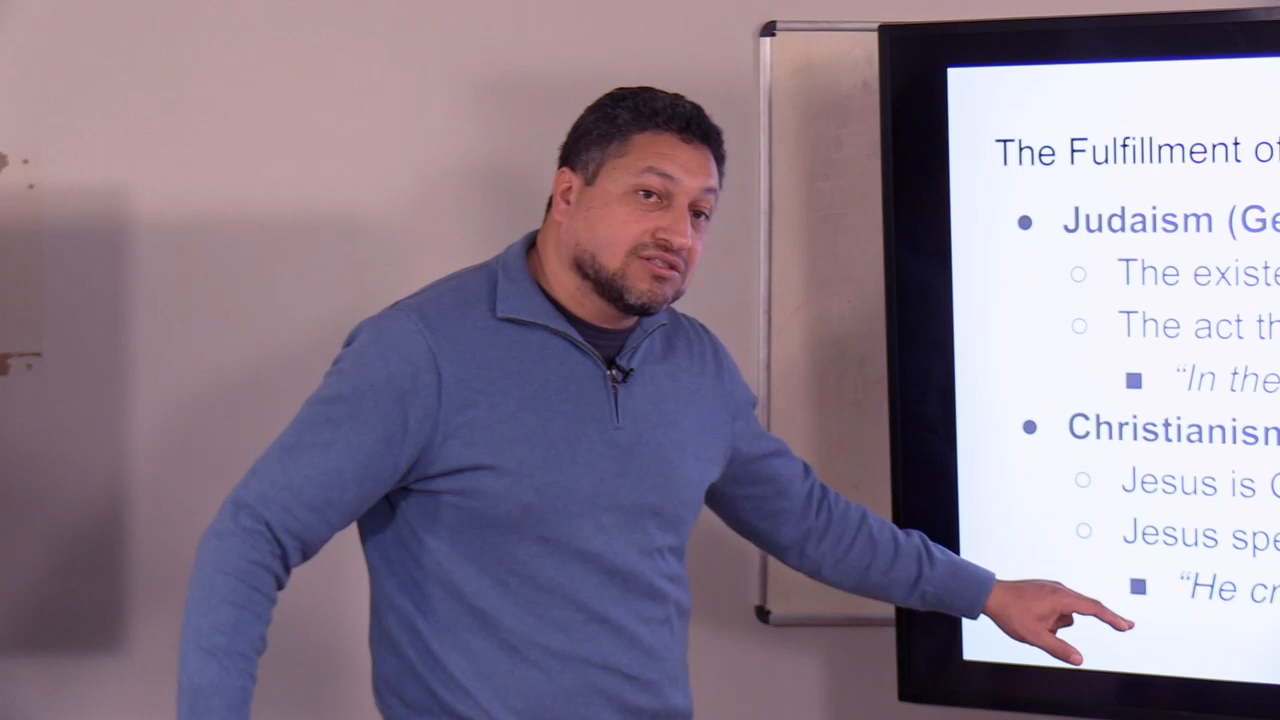 The Fulfillment of
Judaism (Ge
The existe
The act th
“In the
Christianism
Jesus is
Jesus spe
“He cr